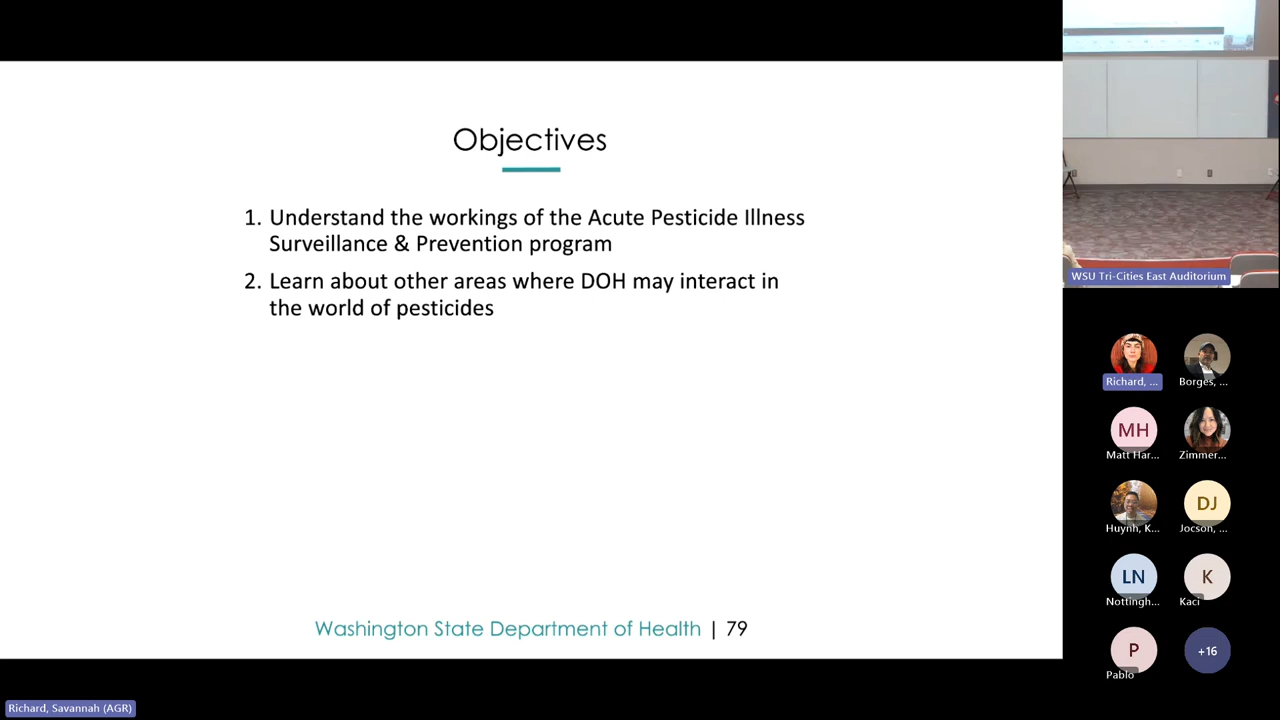 Objectives
1. Understand the workings of the Acute Pesticide Illness
Surveillance & Prevention program
2. Learn about other areas where DOH may interact in
the world of pesticides
Washington State Department of Health | 79
Richard, Savannah (AGR)
WSU Tri-Cities East Auditorium
Richard, ...
Borges, ...
MH
Matt Har...
Zimmer...
Huynh, K...
DJ
Jocson, ...
LN
Nottingh...
K
Kaci
P
Pablo
+16